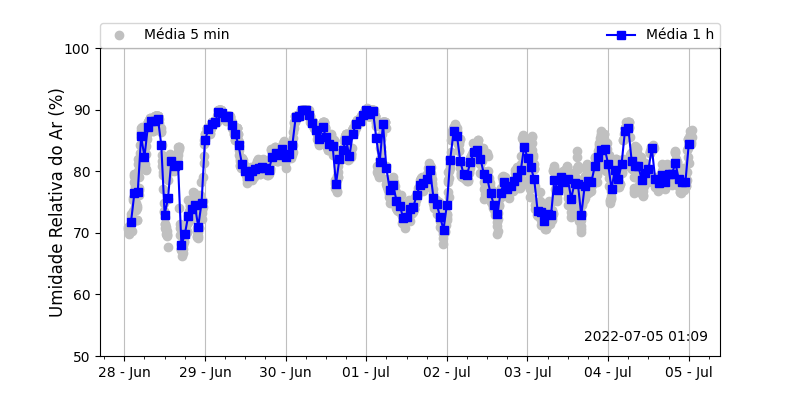 Média 5 min
Média 1 h
Umidade Relativa do Ar (%)
100
90
80
70
60
50
2022-07-05 01:09
28 - Jun
29 - Jun
30 - Jun
01 - Jul
02 - Jul
03 - Jul
04 - Jul
05 - Jul